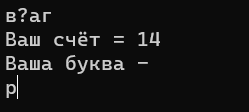 в?аг
Ваш счёт = 14
Ваша буква -
р